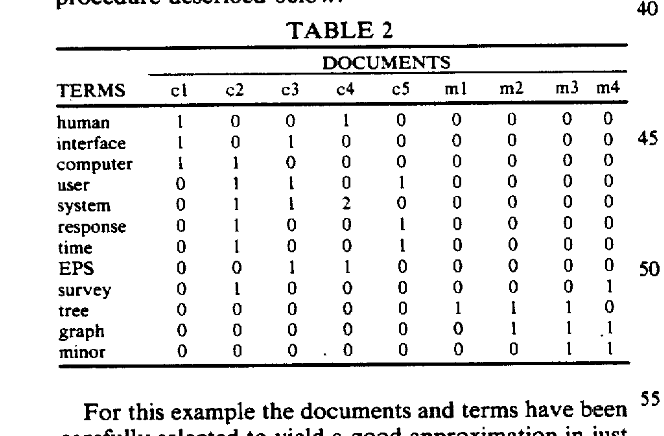 procedure described below. 40
TABLE 2
DOCUMENTS
TERMS c1 c2 c3 c4 c5 m1 m2 m3 m4
human 1 0 0 1 0 0 0 0 0
interface 1 0 1 0 0 0 0 0 0 45
computer 1 1 0 0 0 0 0 0 0
user 0 1 1 0 1 0 0 0 0
system 0 1 1 2 0 0 0 0 0
response 0 1 0 0 1 0 0 0 0
time 0 1 0 0 1 0 0 0 0
EPS 0 0 1 1 0 0 0 0 0 50
survey 0 1 0 0 0 0 0 0 1
tree 0 0 0 0 0 1 1 1 0
graph 0 0 0 0 0 0 1 1 1
minor 0 0 0 0 0 0 0 1 1
For this example the documents and terms have been 55
carefully selected to yield a good approximation in just